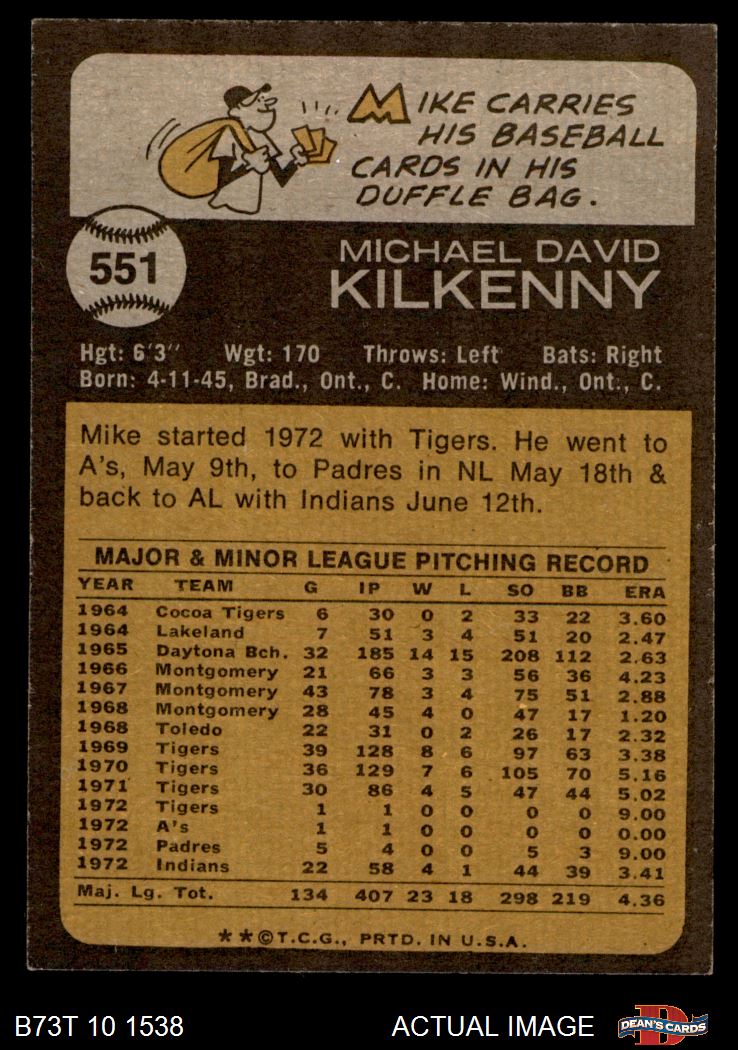 MIKE CARRIES
HIS BASEBALL
CARDS IN HIS
DUFFLE BAG.
551
MICHAEL DAVID
KILKENNY
Hgt: 6'3" Wgt: 170 Throws: Left Bats: Right
Born: 4-11-45, Brad., Ont., C. Home: Wind., Ont., C.
Mike started 1972 with Tigers. He went to
A's, May 9th, to Padres in NL May 18th &
back to AL with Indians June 12th.
MAJOR & MINOR LEAGUE PITCHING RECORD
YEAR TEAM G IP W L SO BB ERA
1964 Cocoa Tigers 6 30 0 2 33 22 3.60
1964 Lakeland 7 51 3 4 51 20 2.47
1965 Daytona Bch. 32 185 14 15 208 112 2.63
1966 Montgomery 21 66 3 3 56 36 4.23
1967 Montgomery 43 78 3 4 75 51 2.88
1968 Montgomery 28 45 4 0 47 17 1.20
1968 Toledo 22 31 0 2 26 17 2.32
1969 Tigers 39 128 8 6 97 63 3.38
1970 Tigers 36 129 7 6 105 70 5.16
1971 Tigers 30 86 4 5 47 44 5.02
1972 Tigers 1 1 0 0 0 0 9.00
1972 A's 1 1 0 0 0 0 0.00
1972 Padres 5 4 0 0 5 3 9.00
1972 Indians 22 58 4 1 44 39 3.41
Maj. Lg. Tot. 134 407 23 18 298 219 4.36
**©T.C.G., PRTD. IN U.S.A.
B73T 10 1538 ACTUAL IMAGE D DEAN'S CARDS